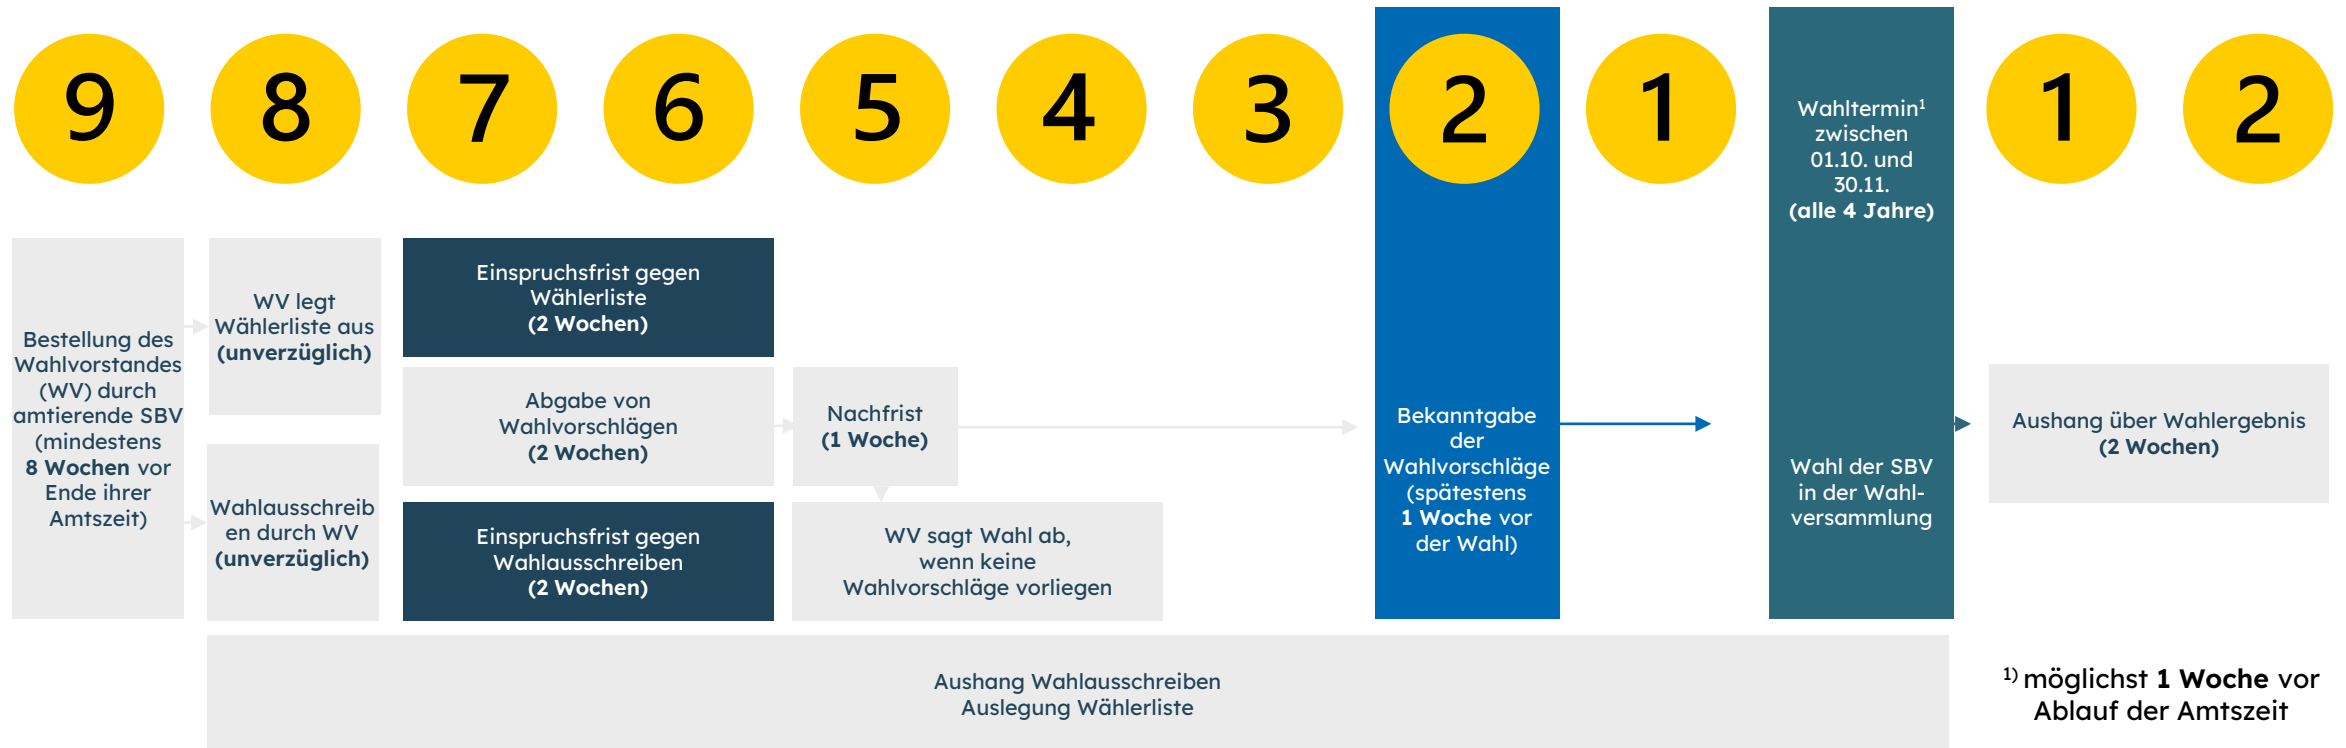 9
8
7
6
5
4
3
2
1
Wahltermin¹
zwischen
01.10. und
30.11.
(alle 4 Jahre)
1
2
Bestellung des
Wahlvorstandes
(WV) durch
amtierende SBV
(mindestens
8 Wochen vor
Ende ihrer
Amtszeit)
WV legt
Wählerliste aus
(unverzüglich)
Wahlausschreib
en durch WV
(unverzüglich)
Einspruchsfrist gegen
Wählerliste
(2 Wochen)
Abgabe von
Wahlvorschlägen
(2 Wochen)
Einspruchsfrist gegen
Wahlausschreiben
(2 Wochen)
Nachfrist
(1 Woche)
WV sagt Wahl ab,
wenn keine
Wahlvorschläge vorliegen
Bekanntgabe
der
Wahlvorschläge
(spätestens
1 Woche vor
der Wahl)
Wahl der SBV
in der Wahl-
versammlung
Aushang über Wahlergebnis
(2 Wochen)
Aushang Wahlausschreiben
Auslegung Wählerliste
¹⁾ möglichst 1 Woche vor
Ablauf der Amtszeit